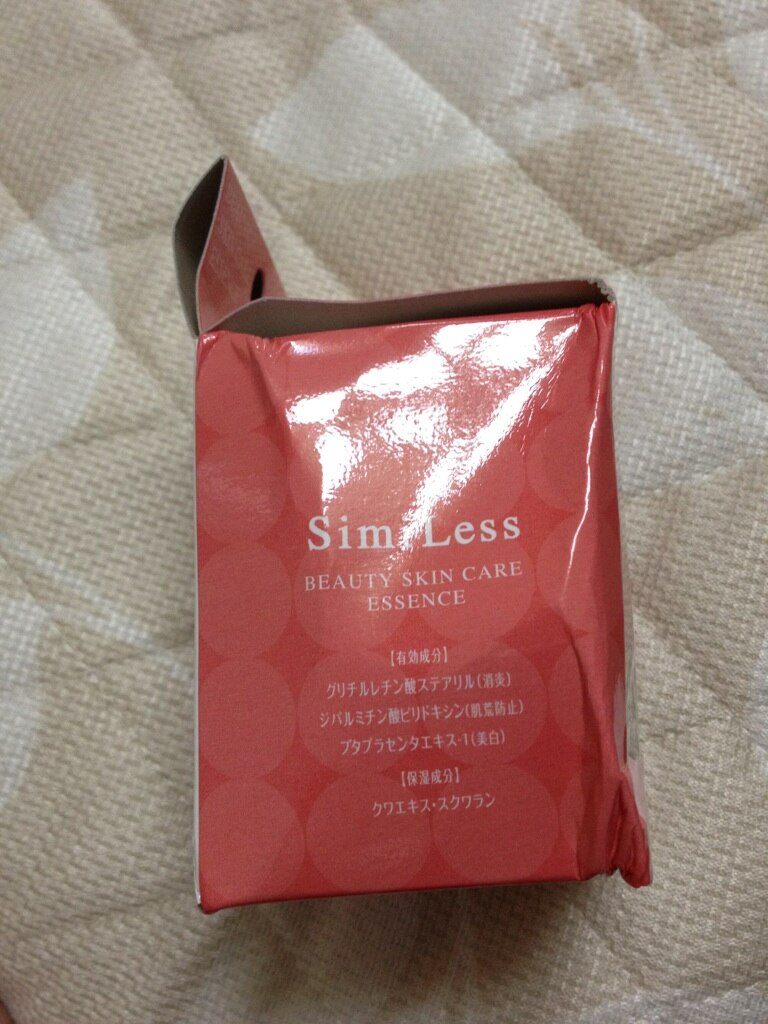 Sim.Less
BEAUTY SKIN CARE
ESSENCE
【有効成分】
グリチルレチン酸ステアリル(消炎)
ジパルミチン酸ピリドキシン(肌荒防止)
ブタプラセンタエキス-1(美白)
【保湿成分】
クワエキス・スクワラン